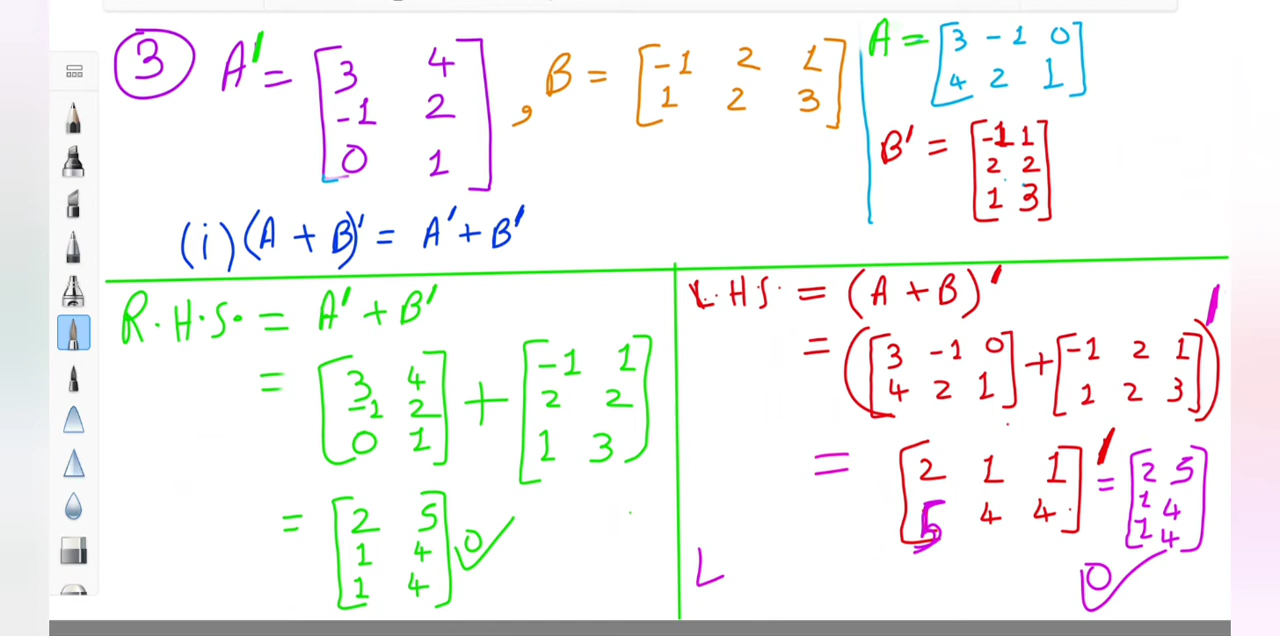 3 A' = [3 4
-1 2
0 1] , B = [-1 2 1
1 2 3]
A = [3 -1 0
4 2 1]
B' = [-1 1
2 2
1 3]
(i) (A + B)' = A' + B'
R.H.S. = A' + B'
= [3 4
-1 2
0 1] + [-1 1
2 2
1 3]
= [2 5
1 4
1 4]
L.H.S. = (A + B)'
= ([3 -1 0
4 2 1] + [-1 2 1
1 2 3])'
= [2 1 1
5 4 4]' = [2 5
1 4
1 4]
L